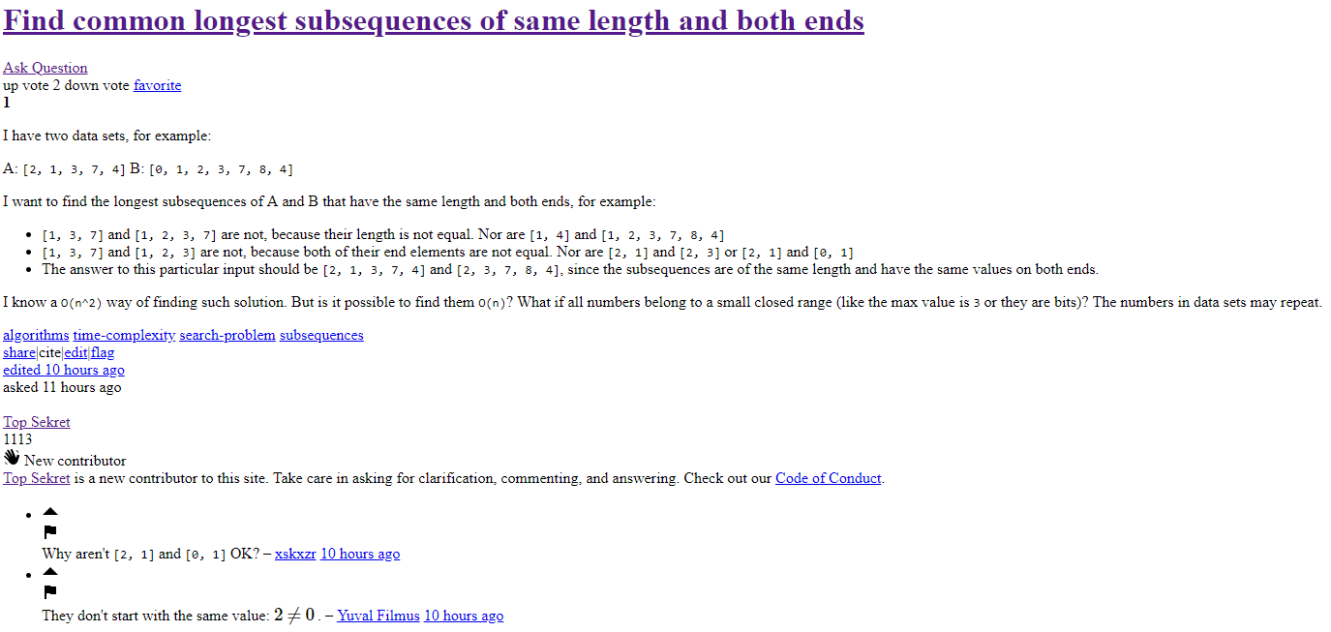 Find common longest subsequences of same length and both ends
Ask Question
up vote 2 down vote favorite
1
I have two data sets, for example:
A: [2, 1, 3, 7, 4] B: [0, 1, 2, 3, 7, 8, 4]
I want to find the longest subsequences of A and B that have the same length and both ends, for example:
• [1, 3, 7] and [1, 2, 3, 7] are not, because their length is not equal. Nor are [1, 4] and [1, 2, 3, 7, 8, 4]
• [1, 3, 7] and [1, 2, 3] are not, because both of their end elements are not equal. Nor are [2, 1] and [2, 3] or [2, 1] and [0, 1]
• The answer to this particular input should be [2, 1, 3, 7, 4] and [2, 3, 7, 8, 4], since the subsequences are of the same length and have the same values on both ends.
I know a O(n^2) way of finding such solution. But is it possible to find them O(n)? What if all numbers belong to a small closed range (like the max value is 3 or they are bits)? The numbers in data sets may repeat.
algorithms time-complexity search-problem subsequences
share|cite|edit|flag
edited 10 hours ago
asked 11 hours ago
Top Sekret
1113
New contributor
Top Sekret is a new contributor to this site. Take care in asking for clarification, commenting, and answering. Check out our Code of Conduct.
Why aren't [2, 1] and [0, 1] OK? – xskxzr 10 hours ago
They don't start with the same value: 2 ≠ 0 . – Yuval Filmus 10 hours ago